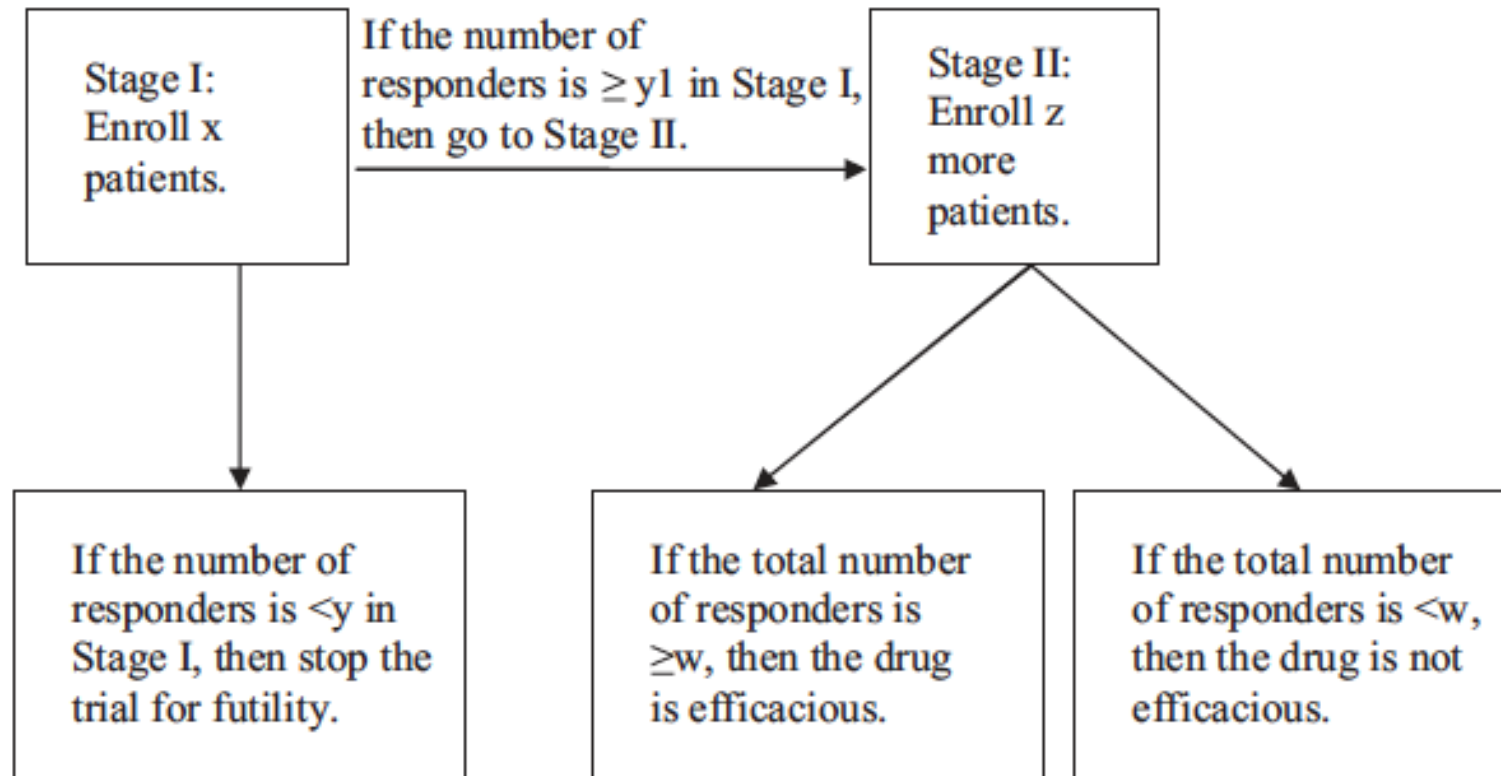 Stage I:
Enroll x
patients.
If the number of
responders is ≥ y1 in Stage I,
then go to Stage II.
Stage II:
Enroll z
more
patients.
If the number of
responders is <y in
Stage I, then stop the
trial for futility.
If the total number
of responders is
≥w, then the drug
is efficacious.
If the total number
of responders is <w,
then the drug is not
efficacious.